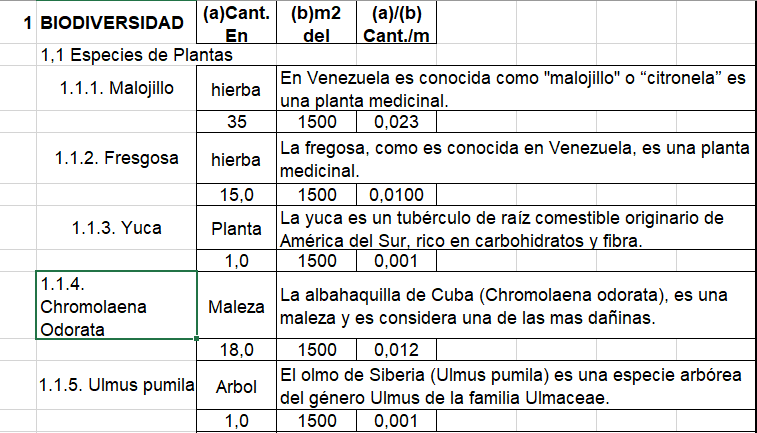 1 BIODIVERSIDAD (a)Cant. (b)m2 (a)/(b)
En del Cant./m
1,1 Especies de Plantas
1.1.1. Malojillo hierba En Venezuela es conocida como "malojillo" o “citronela” es
una planta medicinal.
35 1500 0,023
1.1.2. Fresgosa hierba La fregosa, como es conocida en Venezuela, es una planta
medicinal.
15,0 1500 0,0100
1.1.3. Yuca Planta La yuca es un tubérculo de raíz comestible originario de
América del Sur, rico en carbohidratos y fibra.
1,0 1500 0,001
1.1.4.
Chromolaena
Odorata Maleza La albahaquilla de Cuba (Chromolaena odorata), es una
maleza y es considera una de las mas dañinas.
18,0 1500 0,012
1.1.5. Ulmus pumila Arbol El olmo de Siberia (Ulmus pumila) es una especie arbórea
del género Ulmus de la familia Ulmaceae.
1,0 1500 0,001